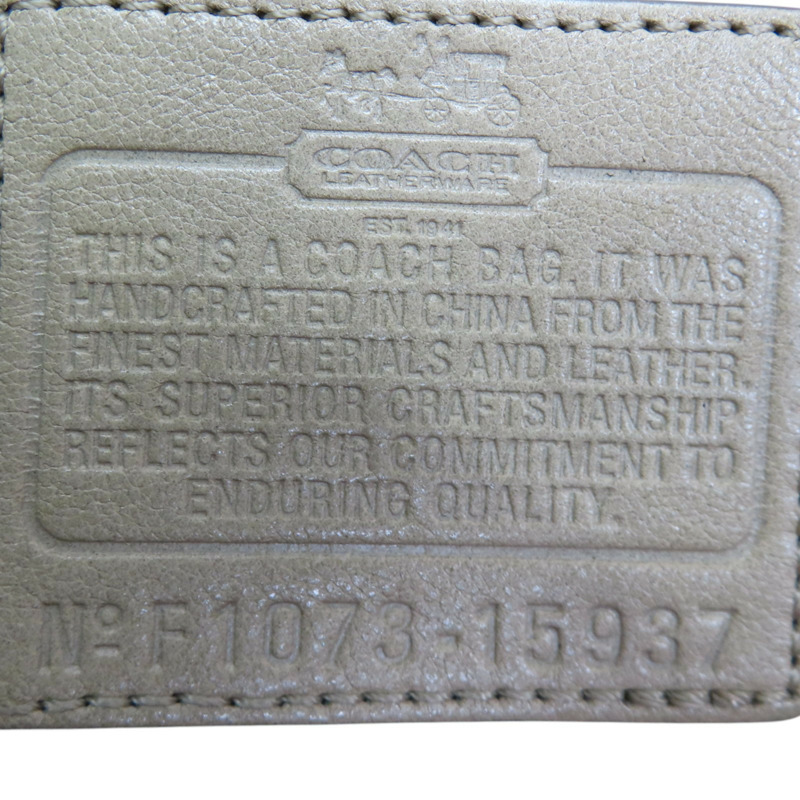 COACH
LEATHERWARE
EST. 1941
THIS IS A COACH BAG. IT WAS
HANDCRAFTED IN CHINA FROM THE
FINEST MATERIALS AND LEATHER.
ITS SUPERIOR CRAFTSMANSHIP
REFLECTS OUR COMMITMENT TO
ENDURING QUALITY.
Nº F1073-15937